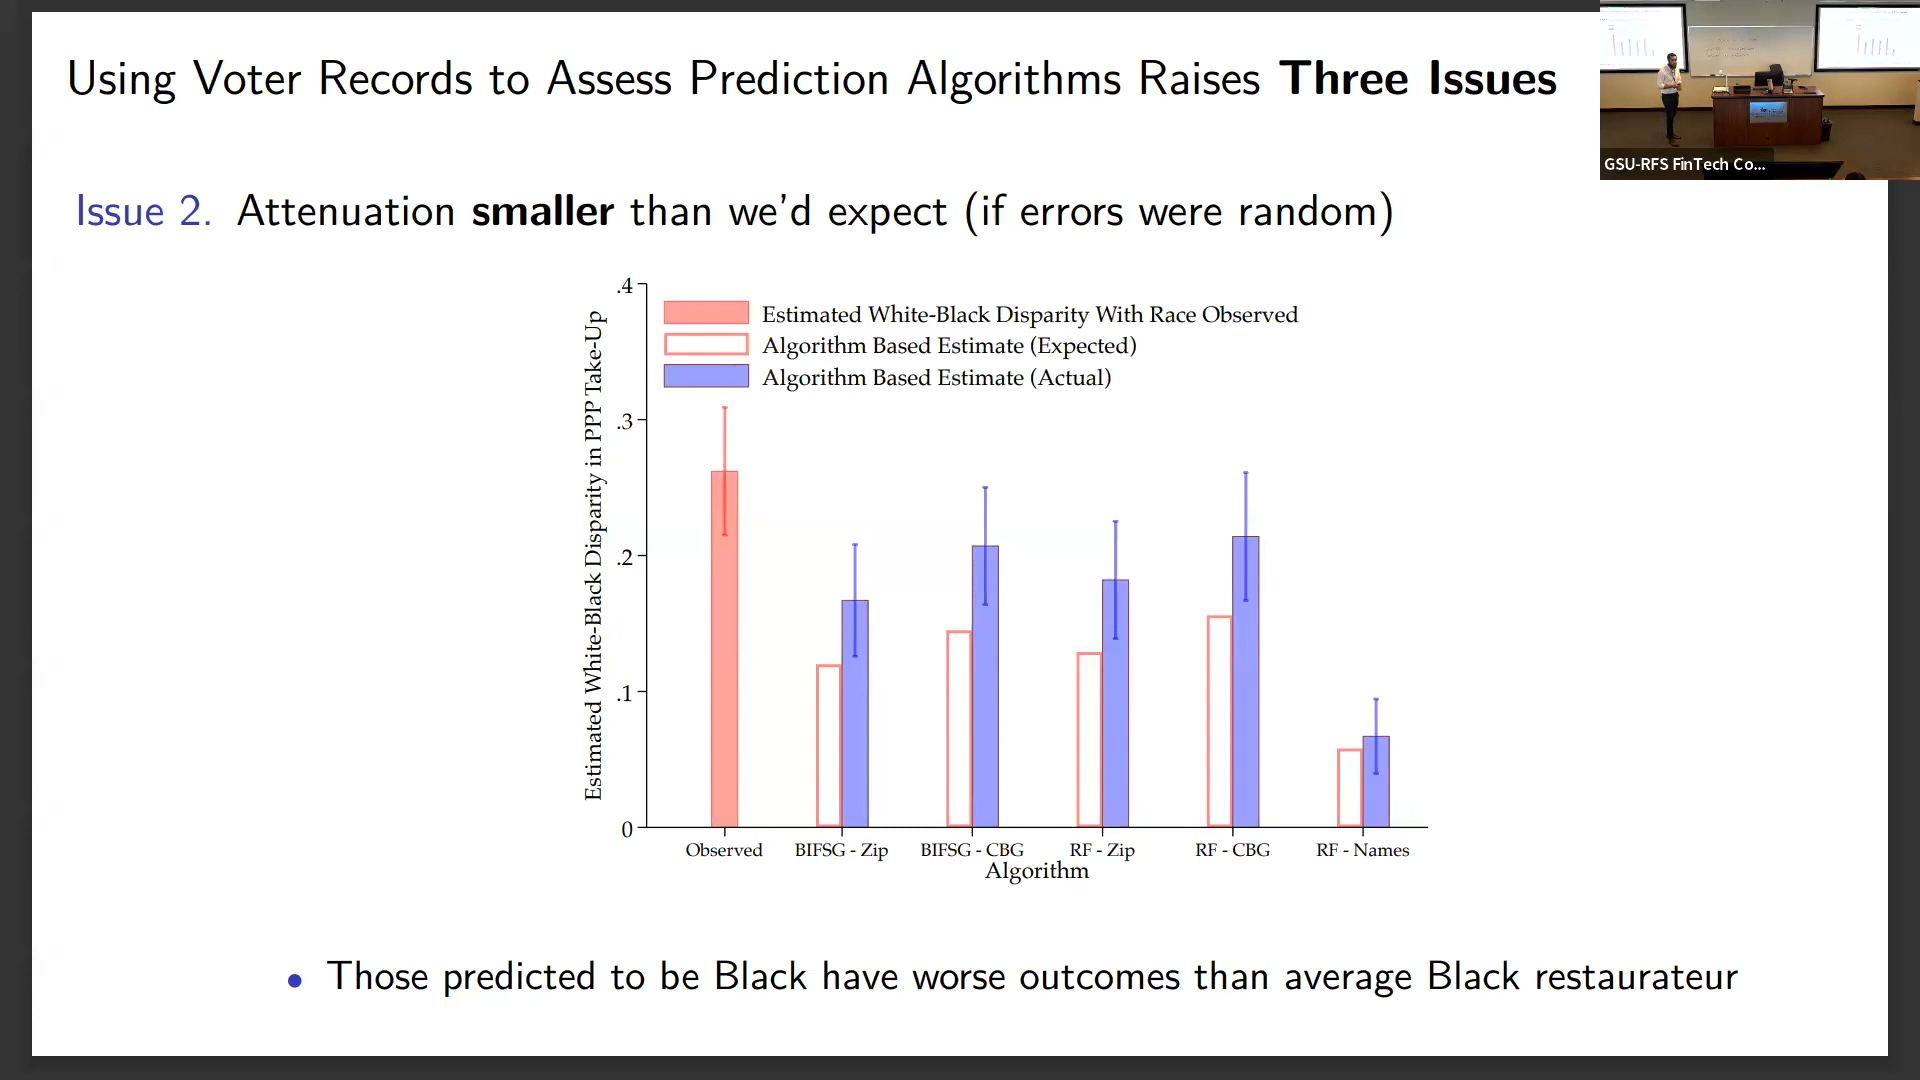 Using Voter Records to Assess Prediction Algorithms Raises Three Issues
GSU-RFS FinTech Co...
Issue 2. Attenuation smaller than we'd expect (if errors were random)
Estimated White-Black Disparity in PPP Take-Up
.4
.3
.2
.1
0
Estimated White-Black Disparity With Race Observed
Algorithm Based Estimate (Expected)
Algorithm Based Estimate (Actual)
Observed
BIFSG - Zip
BIFSG - CBG
RF - Zip
RF - CBG
RF - Names
Algorithm
• Those predicted to be Black have worse outcomes than average Black restaurateur